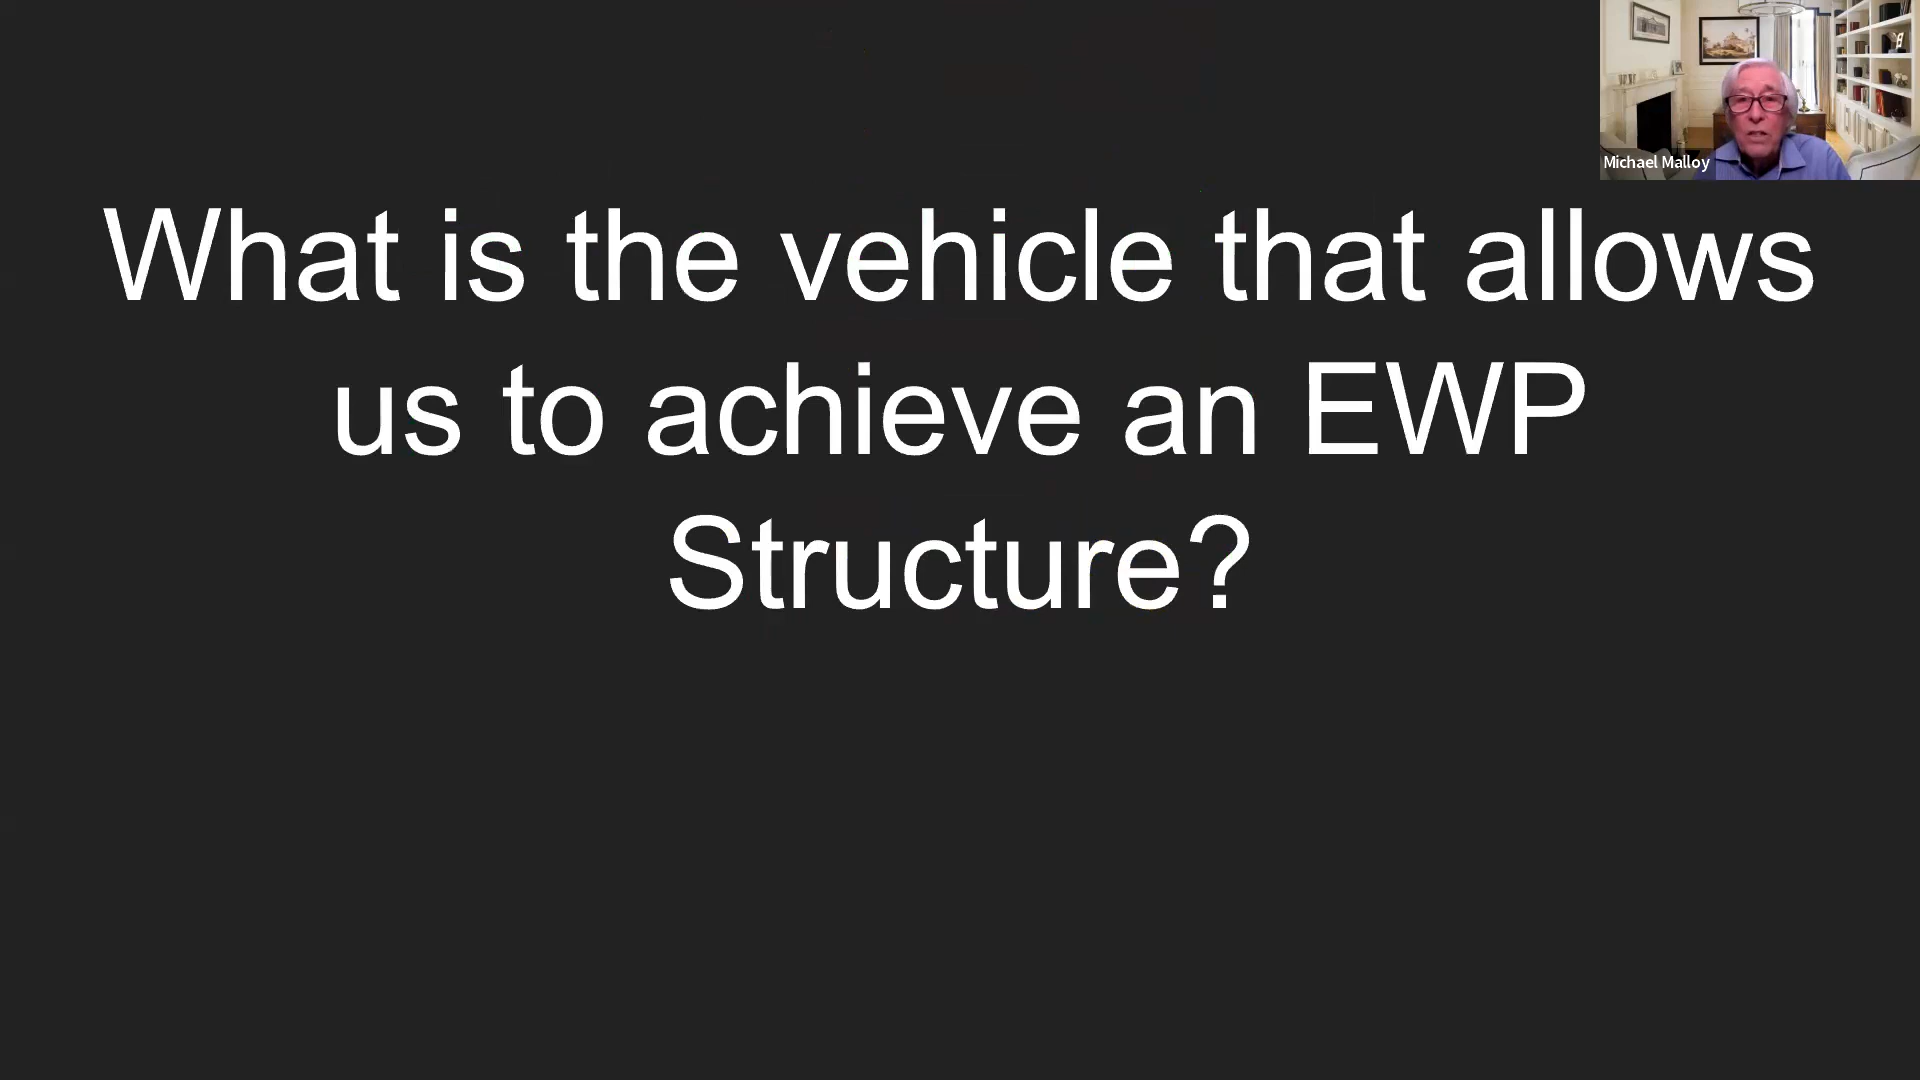 Michael Malloy
What is the vehicle that allows
us to achieve an EWP
Structure?